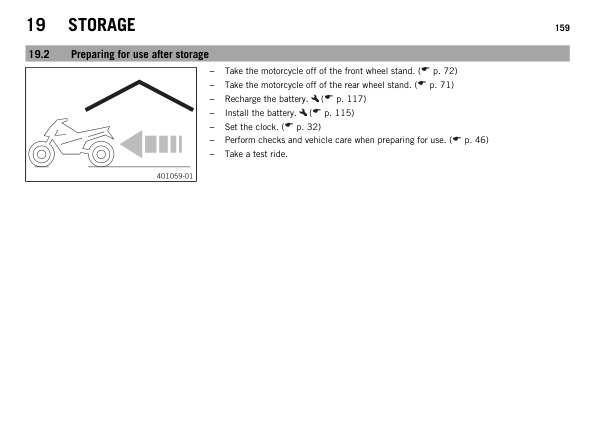 19 STORAGE 159
19.2 Preparing for use after storage
401059-01
– Take the motorcycle off of the front wheel stand. (☛ p. 72)
– Take the motorcycle off of the rear wheel stand. (☛ p. 71)
– Recharge the battery. (☛ p. 117)
– Install the battery. (☛ p. 115)
– Set the clock. (☛ p. 32)
– Perform checks and vehicle care when preparing for use. (☛ p. 46)
– Take a test ride.